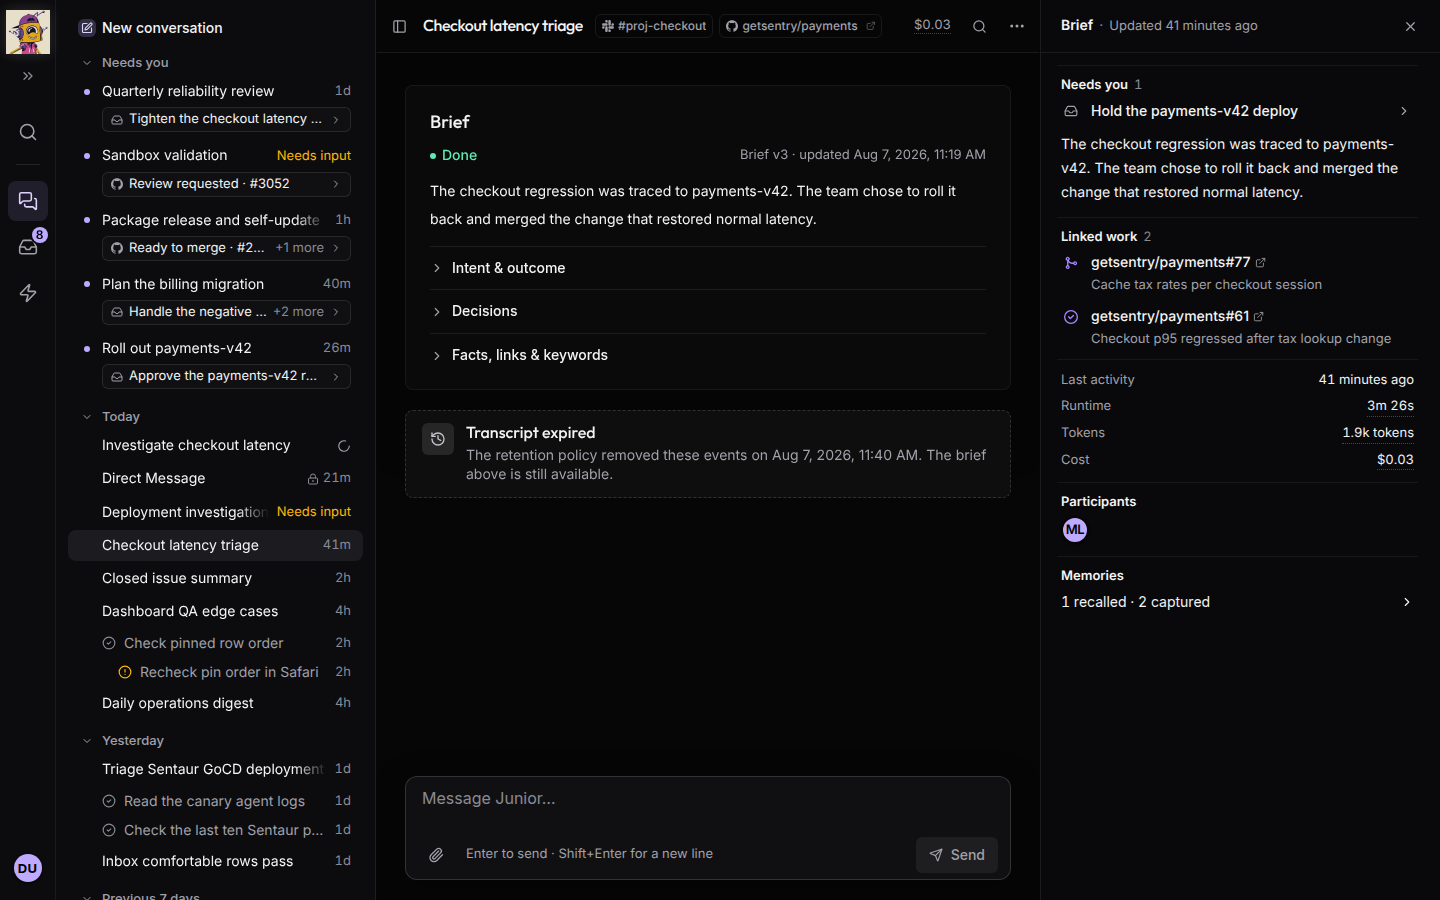 New conversation
Needs you
Quarterly reliability review 1d
Tighten the checkout latency ...
Sandbox validation Needs input
Review requested · #3052
Package release and self-update 1h
Ready to merge · #2... +1 more
8
Plan the billing migration 40m
Handle the negative ... +2 more
Roll out payments-v42 26m
Approve the payments-v42 r...
Today
Investigate checkout latency
Direct Message 21m
Deployment investigation Needs input
Checkout latency triage 41m
Closed issue summary 2h
Dashboard QA edge cases 4h
Check pinned row order 2h
Recheck pin order in Safari 2h
Daily operations digest 4h
Yesterday
Triage Sentaur GoCD deployment 1d
Read the canary agent logs 1d
Check the last ten Sentaur p... 1d
Inbox comfortable rows pass 1d
Previous 7 days
DU
Checkout latency triage #proj-checkout getsentry/payments $0.03
Brief
Done Brief v3 · updated Aug 7, 2026, 11:19 AM
The checkout regression was traced to payments-v42. The team chose to roll it
back and merged the change that restored normal latency.
Intent & outcome
Decisions
Facts, links & keywords
Transcript expired
The retention policy removed these events on Aug 7, 2026, 11:40 AM. The brief
above is still available.
Message Junior...
Enter to send · Shift+Enter for a new line Send
Brief · Updated 41 minutes ago
Needs you 1
Hold the payments-v42 deploy
The checkout regression was traced to payments-
v42. The team chose to roll it back and merged the
change that restored normal latency.
Linked work 2
getsentry/payments#77
Cache tax rates per checkout session
getsentry/payments#61
Checkout p95 regressed after tax lookup change
Last activity 41 minutes ago
Runtime 3m 26s
Tokens 1.9k tokens
Cost $0.03
Participants
ML
Memories
1 recalled · 2 captured